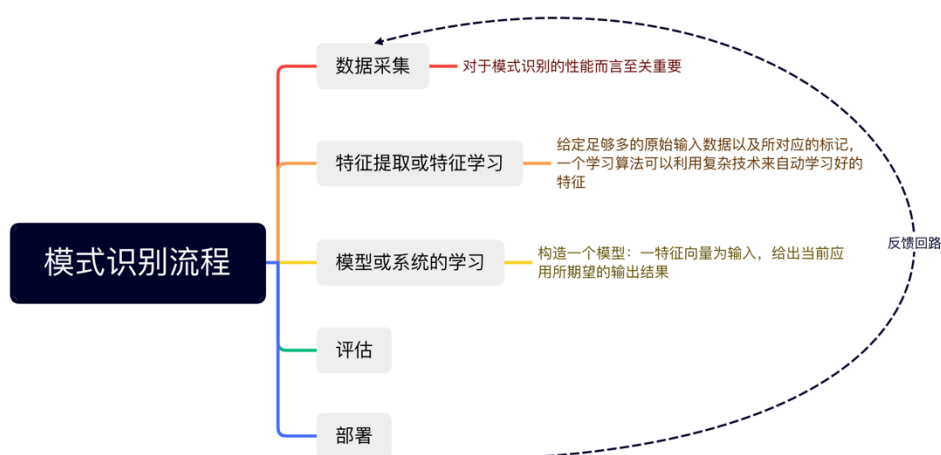 数据采集
对于模式识别的性能而言至关重要
特征提取或特征学习
给定足够多的原始输入数据以及所对应的标记，
一个学习算法可以利用复杂技术来自动学习好的
特征
模式识别流程
模型或系统的学习
构造一个模型：一特征向量为输入，给出当前应
用所期望的输出结果
反馈回路
评估
部署